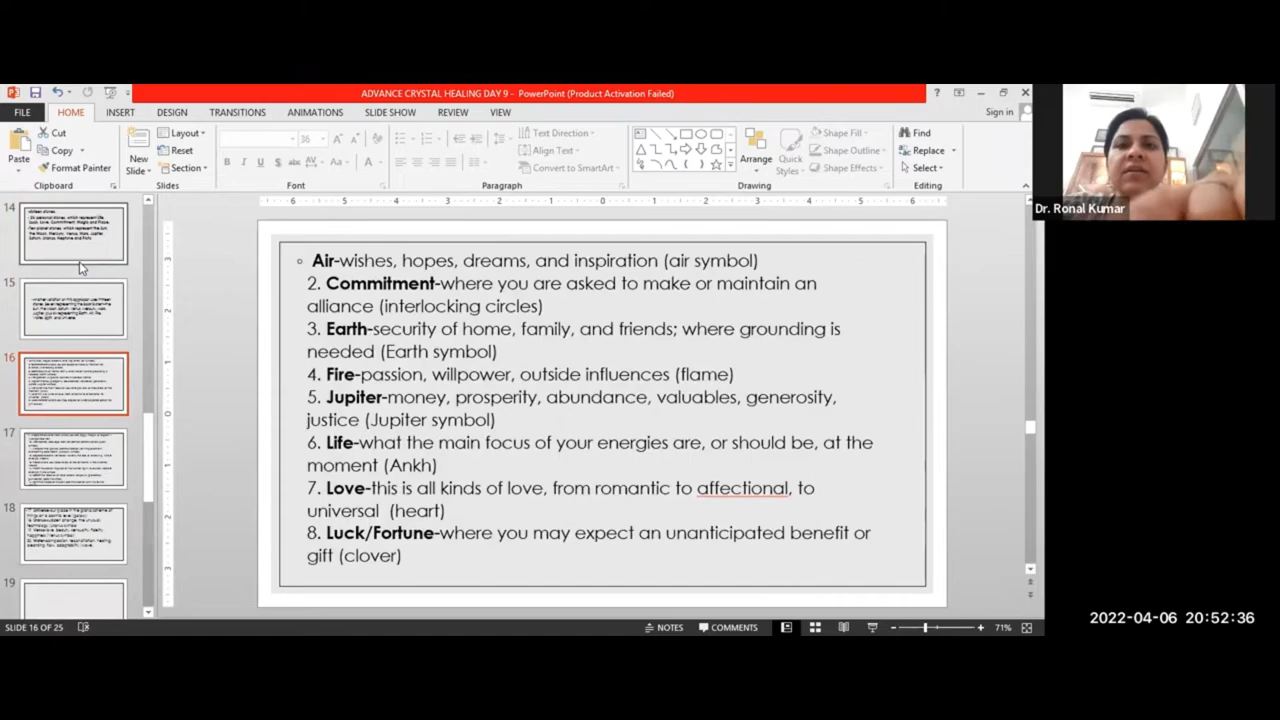 ADVANCE CRYSTAL HEALING DAY 9 - PowerPoint (Product Activation Failed)
FILE HOME INSERT DESIGN TRANSITIONS ANIMATIONS SLIDE SHOW REVIEW VIEW Sign in
Paste
Cut
Copy
Format Painter
Clipboard
New
Slide
Layout
Reset
Section
Slides
36
Font
Text Direction
Align Text
Convert to SmartArt
Paragraph
Arrange
Quick
Styles
Shape Fill
Shape Outline
Shape Effects
Drawing
Find
Replace
Select
Editing
Dr. Ronal Kumar
14
15
16
17
18
19
Air-wishes, hopes, dreams, and inspiration (air symbol)
2. Commitment-where you are asked to make or maintain an
alliance (interlocking circles)
3. Earth-security of home, family, and friends; where grounding is
needed (Earth symbol)
4. Fire-passion, willpower, outside influences (flame)
5. Jupiter-money, prosperity, abundance, valuables, generosity,
justice (Jupiter symbol)
6. Life-what the main focus of your energies are, or should be, at the
moment (Ankh)
7. Love-this is all kinds of love, from romantic to affectional, to
universal (heart)
8. Luck/Fortune-where you may expect an unanticipated benefit or
gift (clover)
2022-04-06 20:52:36
SLIDE 16 OF 25 NOTES COMMENTS 71%